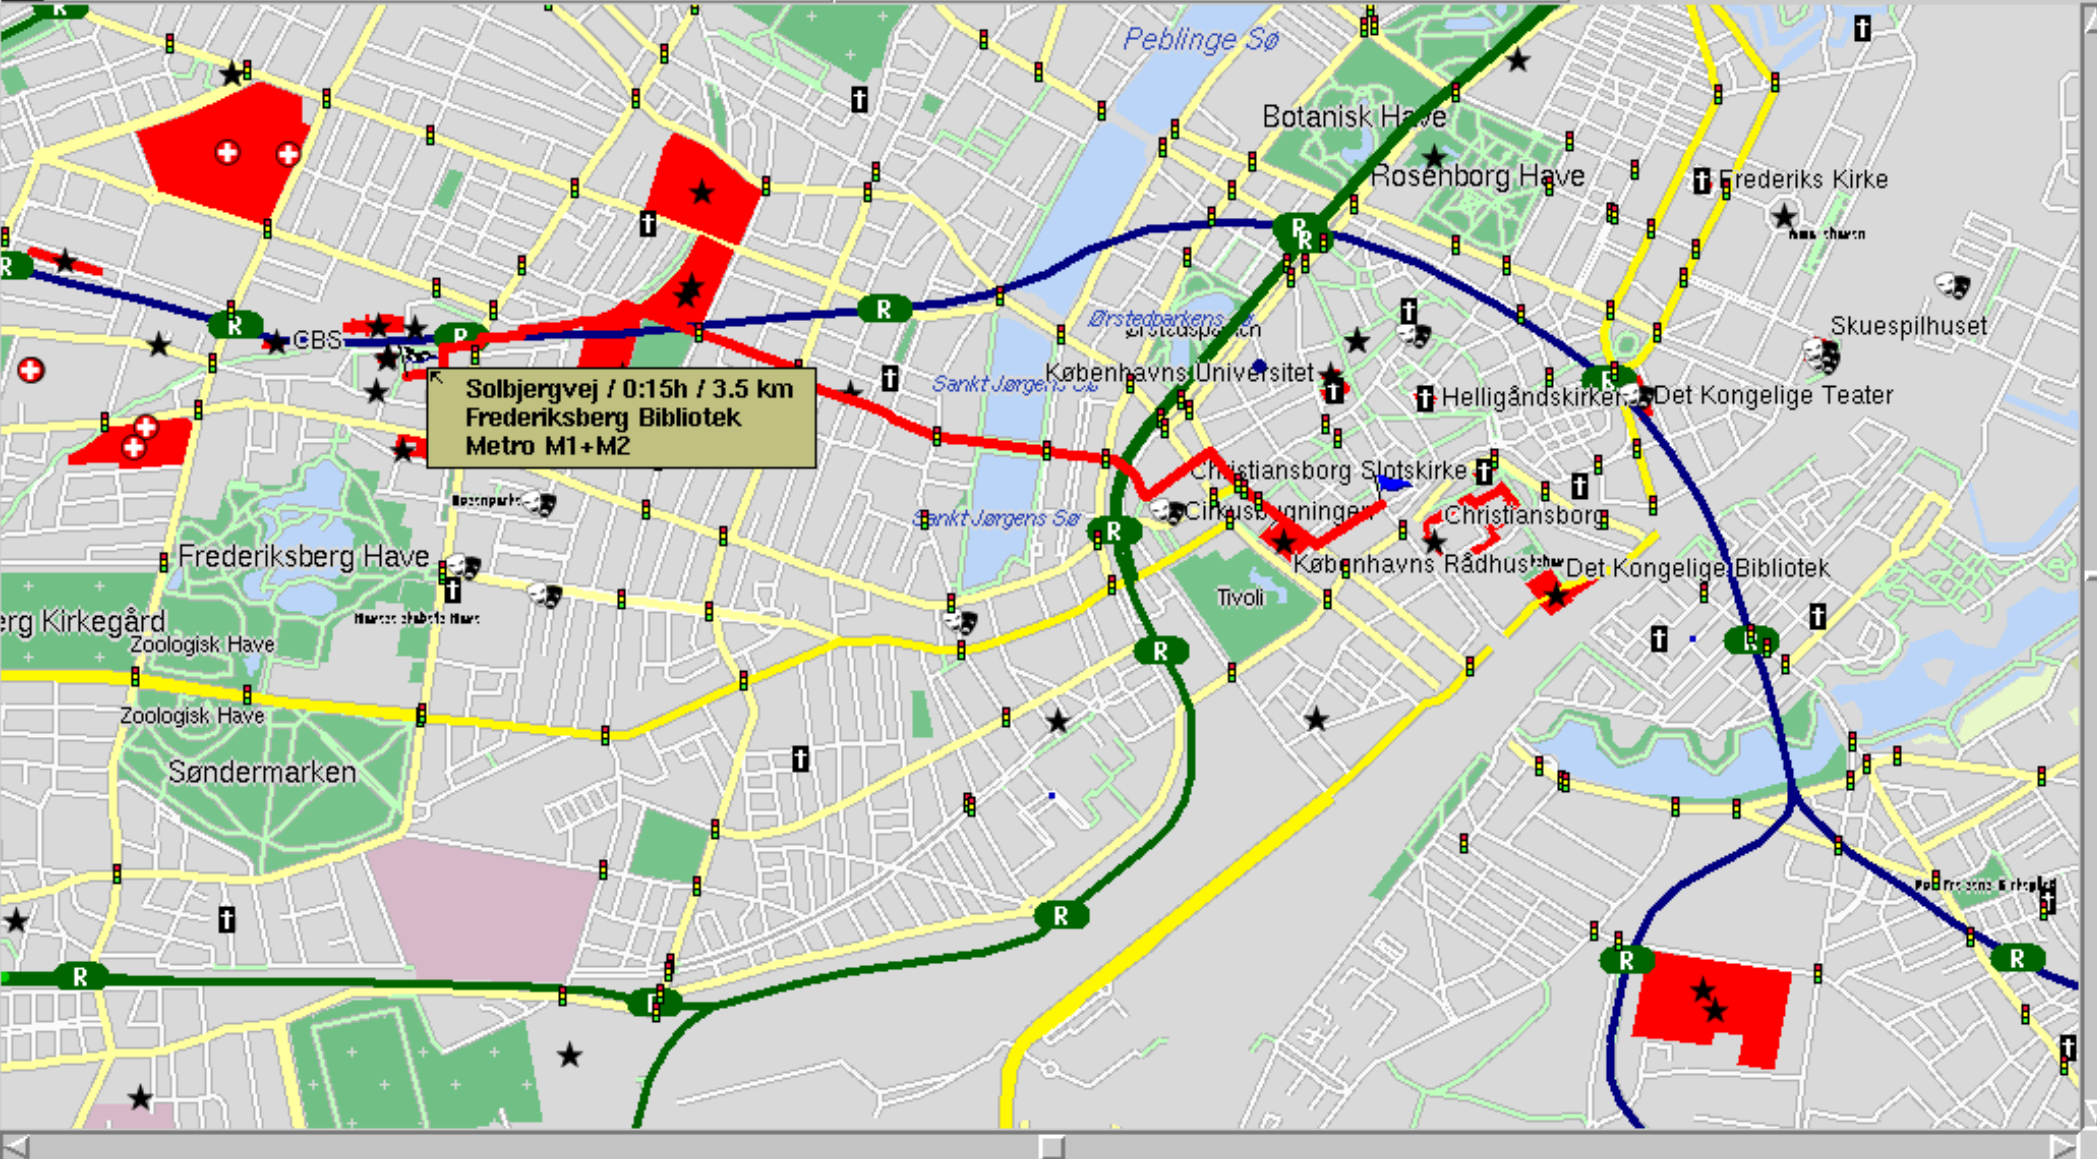 R
Peblinge Sø
Botanisk Have
Rosenborg Have
Frederiks Kirke
R
R
R
R
R
R
CBS
R
Ørstedparkens Sø
Skuespilhuset
Københavns Universitet
Sankt Jørgens Sø
R
Helligåndskirken
Det Kongelige Teater
Solbjergvej / 0:15h / 3.5 km
Frederiksberg Bibliotek
Metro M1+M2
Christiansborg Slotskirke
Cirkusbygningen
Christiansborg
Sankt Jørgens Sø
R
Frederiksberg Have
Københavns Rådhus
Det Kongelige Bibliotek
Tivoli
erg Kirkegård
Zoologisk Have
R
R
Zoologisk Have
Søndermarken
R
R
R
R
R